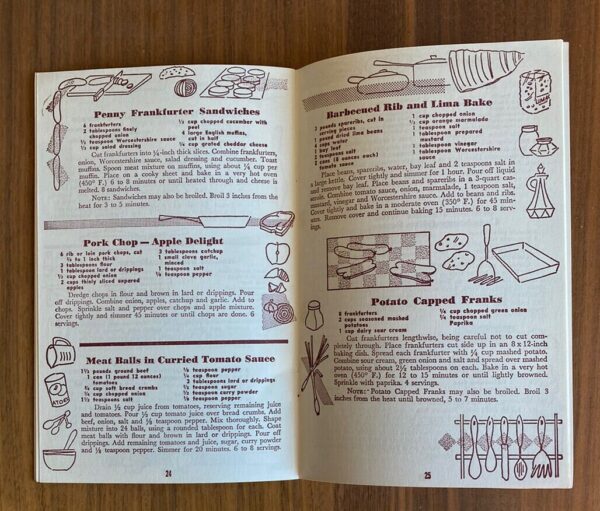 Penny Frankfurter Sandwiches
6 frankfurters
2 tablespoons finely
chopped onion
½ teaspoon Worcestershire sauce
¼ cup salad dressing
½ cup chopped cucumber with
peel
4 large English muffins,
cut in half
¼ cup grated cheddar cheese
Cut frankfurters into ¼-inch thick slices. Combine frankfurters,
onion, Worcestershire sauce, salad dressing and cucumber. Toast
muffins. Spoon meat mixture on muffins, using about ¼ cup per
muffin. Place on a cooky sheet and bake in a very hot oven
(450° F.) 6 to 8 minutes or until heated through and cheese is
melted. 8 sandwiches.
NOTE: Sandwiches may also be broiled. Broil 3 inches from the
heat for 3 to 5 minutes.
Pork Chop — Apple Delight
6 rib or loin pork chops, cut
¾ to 1 inch thick
3 tablespoons flour
1 tablespoon lard or drippings
½ cup chopped onion
2 cups thinly sliced unpared
apples
3 tablespoons catchup
1 small clove garlic,
minced
1 teaspoon salt
⅛ teaspoon pepper
Dredge chops in flour and brown in lard or drippings. Pour
off drippings. Combine onion, apples, catchup and garlic. Add to
chops. Sprinkle salt and pepper over chops and apple mixture.
Cover tightly and simmer 45 minutes or until chops are done. 6
servings.
Meat Balls in Curried Tomato Sauce
1½ pounds ground beef
1 can (1 pound 12 ounces)
tomatoes
¾ cup soft bread crumbs
¼ cup chopped onion
1½ teaspoons salt
⅛ teaspoon pepper
¼ cup flour
3 tablespoons lard or drippings
½ teaspoon sugar
½ teaspoon curry powder
⅛ teaspoon pepper
Drain ½ cup juice from tomatoes, reserving remaining juice
and tomatoes. Pour ½ cup tomato juice over bread crumbs. Add
beef, onion, salt and ⅛ teaspoon pepper. Mix thoroughly. Shape
mixture into 24 balls, using a rounded tablespoon for each. Coat
meat balls with flour and brown in lard or drippings. Pour off
drippings. Add remaining tomatoes and juice, sugar, curry powder
and ⅛ teaspoon pepper. Simmer for 20 minutes. 6 to 8 servings.
24
Barbecued Rib and Lima Bake
3 pounds spareribs, cut in
serving pieces
1 pound dried lima beans
6 cups water
1 bay leaf
2 teaspoons salt
2 cans (8 ounces each)
tomato sauce
1 cup chopped onion
½ cup orange marmalade
1 teaspoon salt
1 tablespoon prepared
mustard
1 tablespoon vinegar
2 tablespoons Worcestershire
sauce
Place beans, spareribs, water, bay leaf and 2 teaspoons salt in
a large kettle. Cover tightly and simmer for 1 hour. Pour off liquid
and remove bay leaf. Place beans and spareribs in a 3-quart cas-
serole. Combine tomato sauce, onion, marmalade, 1 teaspoon salt,
mustard, vinegar and Worcestershire sauce. Add to beans and ribs.
Cover tightly and bake in a moderate oven (350° F.) for 45 min-
utes. Remove cover and continue baking 15 minutes. 6 to 8 serv-
ings.
Potato Capped Franks
8 frankfurters
2 cups seasoned mashed
potatoes
1 cup dairy sour cream
¼ cup chopped green onion
¼ teaspoon salt
Paprika
Cut frankfurters lengthwise, being careful not to cut com-
pletely through. Place frankfurters cut side up in an 8 x 12-inch
baking dish. Spread each frankfurter with ¼ cup mashed potato.
Combine sour cream, green onion and salt and spread over mashed
potato, using about 2½ tablespoons on each. Bake in a very hot
oven (450° F.) for 12 to 15 minutes or until lightly browned.
Sprinkle with paprika. 4 servings.
NOTE: Potato Capped Franks may also be broiled. Broil 3
inches from the heat until browned, 5 to 7 minutes.
25